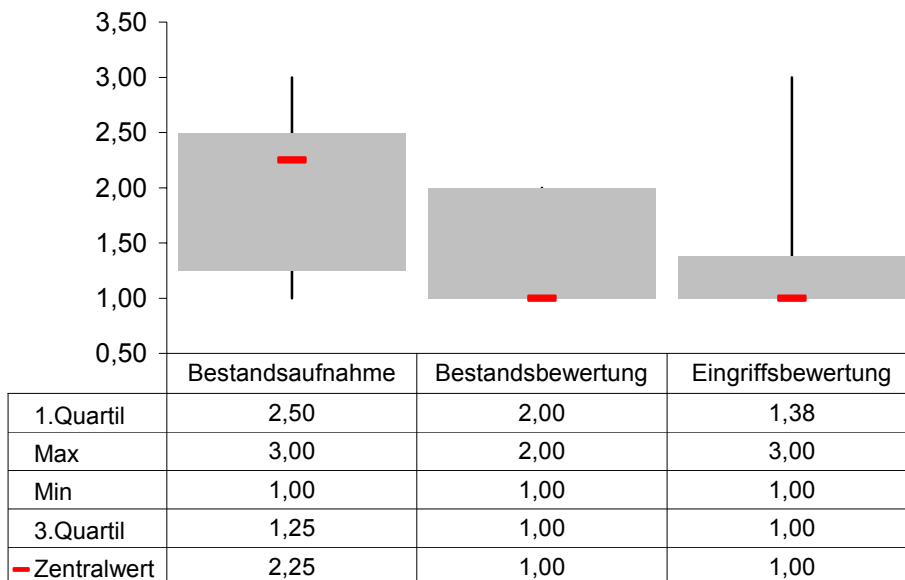 3,50
3,00
2,50
2,00
1,50
1,00
0,50
Bestandsaufnahme Bestandsbewertung Eingriffsbewertung
1.Quartil 2,50 2,00 1,38
Max 3,00 2,00 3,00
Min 1,00 1,00 1,00
3.Quartil 1,25 1,00 1,00
Zentralwert 2,25 1,00 1,00